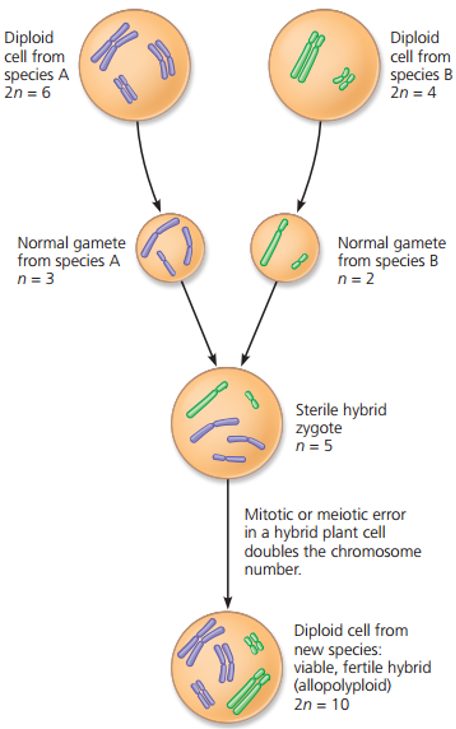 Diploid
cell from
species A
2n = 6
Diploid
cell from
species B
2n = 4
Normal gamete
from species A
n = 3
Normal gamete
from species B
n = 2
Sterile hybrid
zygote
n = 5
Mitotic or meiotic error
in a hybrid plant cell
doubles the chromosome
number.
Diploid cell from
new species:
viable, fertile hybrid
(allopolyploid)
2n = 10